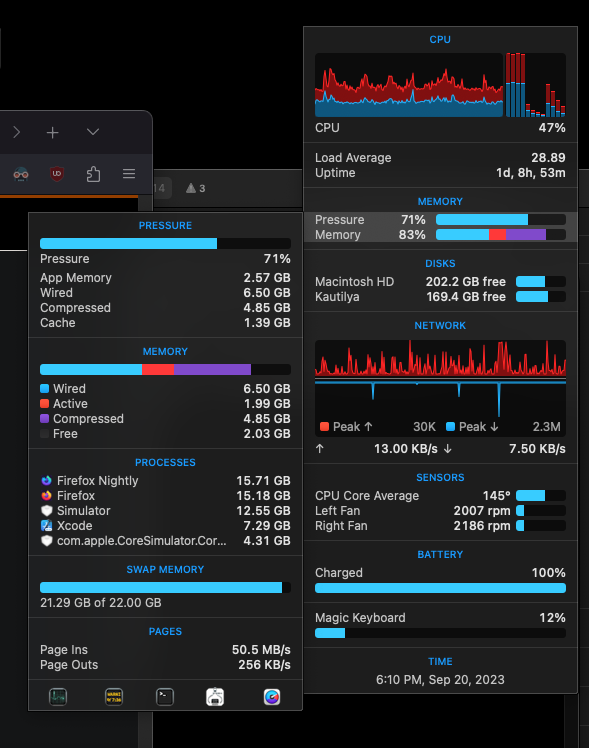 14
3
UD
PRESSURE
Pressure 71%
App Memory 2.57 GB
Wired 6.50 GB
Compressed 4.85 GB
Cache 1.39 GB
MEMORY
Wired 6.50 GB
Active 1.99 GB
Compressed 4.85 GB
Free 2.03 GB
PROCESSES
Firefox Nightly 15.71 GB
Firefox 15.18 GB
Simulator 12.55 GB
Xcode 7.29 GB
com.apple.CoreSimulator.Cor... 4.31 GB
SWAP MEMORY
21.29 GB of 22.00 GB
PAGES
Page Ins 50.5 MB/s
Page Outs 256 KB/s
CPU
CPU 47%
Load Average 28.89
Uptime 1d, 8h, 53m
MEMORY
Pressure 71%
Memory 83%
DISKS
Macintosh HD 202.2 GB free
Kautilya 169.4 GB free
NETWORK
Peak ↑ 30K Peak ↓ 2.3M
↑ 13.00 KB/s ↓ 7.50 KB/s
SENSORS
CPU Core Average 145°
Left Fan 2007 rpm
Right Fan 2186 rpm
BATTERY
Charged 100%
Magic Keyboard 12%
TIME
6:10 PM, Sep 20, 2023